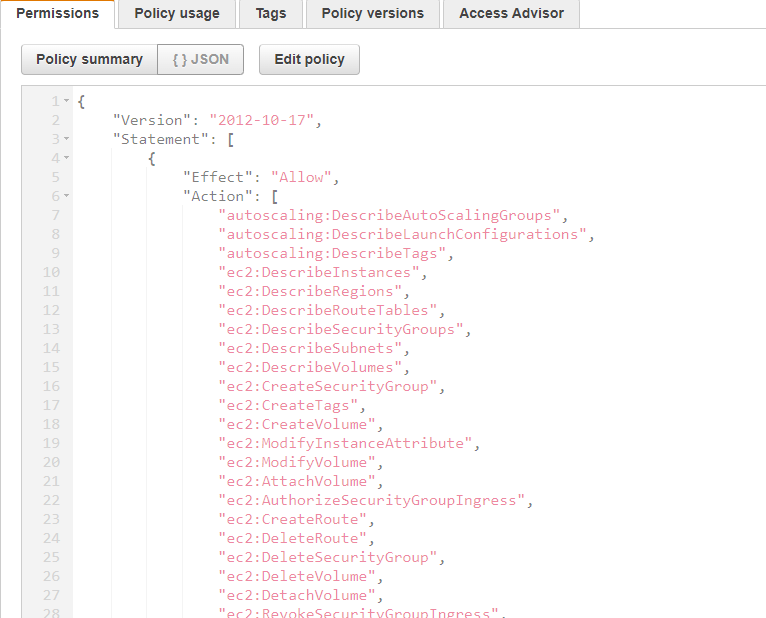 Permissions Policy usage Tags Policy versions Access Advisor
Policy summary { } JSON Edit policy
1 {
2 "Version": "2012-10-17",
3 "Statement": [
4 {
5 "Effect": "Allow",
6 "Action": [
7 "autoscaling:DescribeAutoScalingGroups",
8 "autoscaling:DescribeLaunchConfigurations",
9 "autoscaling:DescribeTags",
10 "ec2:DescribeInstances",
11 "ec2:DescribeRegions",
12 "ec2:DescribeRouteTables",
13 "ec2:DescribeSecurityGroups",
14 "ec2:DescribeSubnets",
15 "ec2:DescribeVolumes",
16 "ec2:CreateSecurityGroup",
17 "ec2:CreateTags",
18 "ec2:CreateVolume",
19 "ec2:ModifyInstanceAttribute",
20 "ec2:ModifyVolume",
21 "ec2:AttachVolume",
22 "ec2:AuthorizeSecurityGroupIngress",
23 "ec2:CreateRoute",
24 "ec2:DeleteRoute",
25 "ec2:DeleteSecurityGroup",
26 "ec2:DeleteVolume",
27 "ec2:DetachVolume",
28 "ec2:RevokeSecurityGroupIngress",